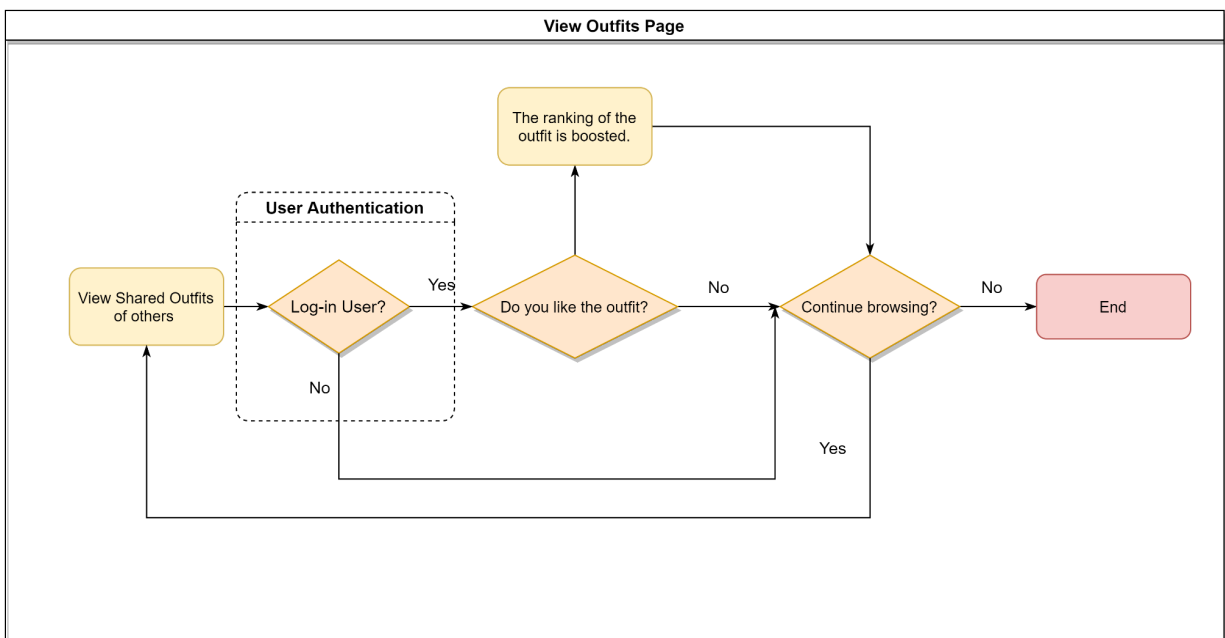 View Outfits Page
The ranking of the
outfit is boosted.
User Authentication
View Shared Outfits
of others
Log-in User?
Yes
Do you like the outfit?
No
Continue browsing?
No
End
No
Yes